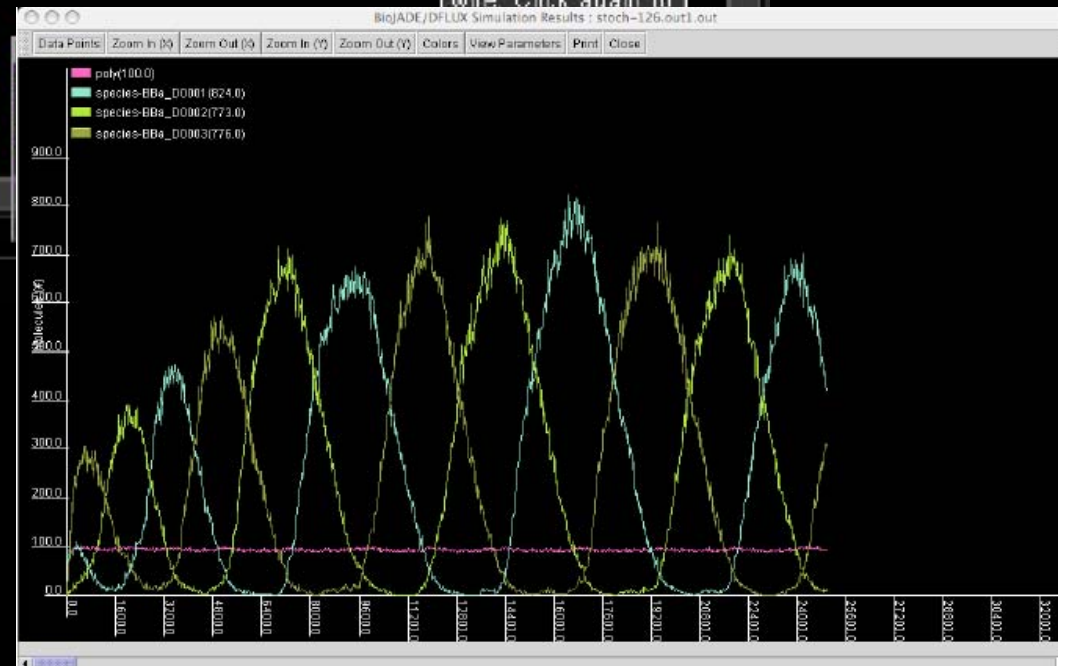 twire. Click again in t
BioJADE/DFLUX Simulation Results : stoch-126.out1.out
Data Points Zoom In (X) Zoom Out (X) Zoom In (Y) Zoom Out (Y) Colors View Parameters Print Close
poly(100.0)
species-BBa_D0001(824.0)
species-BBa_D0002(773.0)
species-BBa_D0003(776.0)
900.0
800.0
700.0
400.0
300.0
200.0
100.0
0.0
0.0 1600.0 3200.0 4800.0 6400.0 8000.0 9600.0 11200.0 12800.0 14400.0 16000.0 17600.0 19200.0 20800.0 22400.0 24000.0 25600.0 27200.0 28800.0 30400.0 32000.0